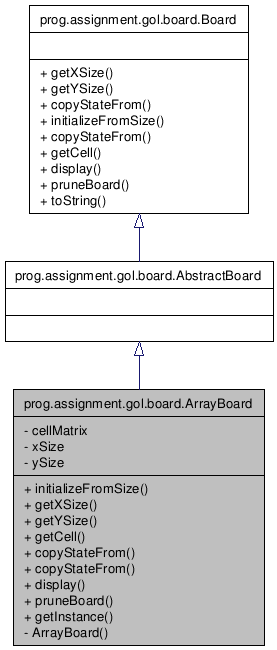 prog.assignment.gol.board.Board
+ getXSize()
+ getYSize()
+ copyStateFrom()
+ initializeFromSize()
+ copyStateFrom()
+ getCell()
+ display()
+ pruneBoard()
+ toString()
prog.assignment.gol.board.AbstractBoard
prog.assignment.gol.board.ArrayBoard
- cellMatrix
- xSize
- ySize
+ initializeFromSize()
+ getXSize()
+ getYSize()
+ getCell()
+ copyStateFrom()
+ copyStateFrom()
+ display()
+ pruneBoard()
+ getInstance()
- ArrayBoard()